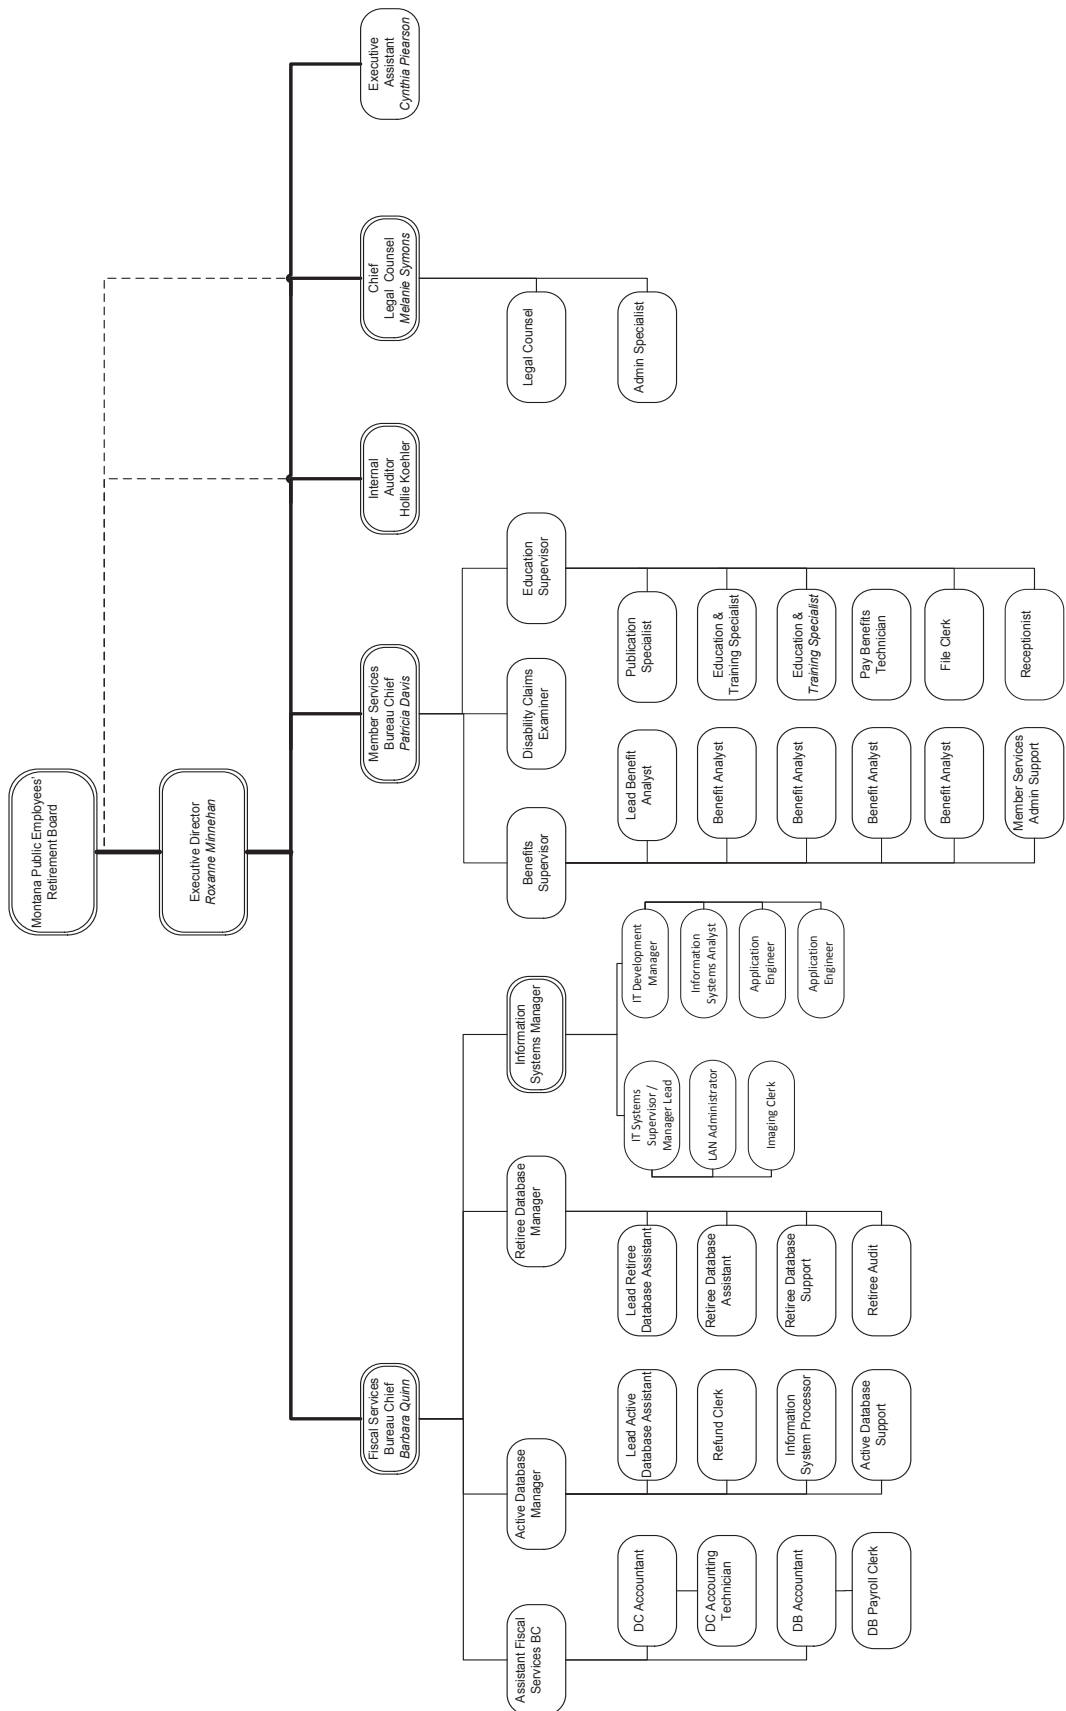 Montana Public Employees'
Retirement Board
Executive Director
Roxanne Minnehan
Fiscal Services
Bureau Chief
Barbara Quinn
Member Services
Bureau Chief
Patricia Davis
Internal
Auditor
Hollie Koehler
Chief
Legal Counsel
Melanie Symons
Executive
Assistant
Cynthia Piearson
Assistant Fiscal
Services BC
Active Database
Manager
Retiree Database
Manager
Information
Systems Manager
Benefits
Supervisor
Disability Claims
Examiner
Education
Supervisor
Legal Counsel
Admin Specialist
DC Accountant
DC Accounting
Technician
DB Accountant
DB Payroll Clerk
Lead Active
Database Assistant
Refund Clerk
Information
System Processor
Active Database
Support
Lead Retiree
Database Assistant
Retiree Database
Assistant
Retiree Database
Support
Retiree Audit
IT Systems
Supervisor /
Manager Lead
LAN Administrator
Imaging Clerk
IT Development
Manager
Information
Systems Analyst
Application
Engineer
Application
Engineer
Lead Benefit
Analyst
Benefit Analyst
Benefit Analyst
Benefit Analyst
Benefit Analyst
Member Services
Admin Support
Publication
Specialist
Education &
Training Specialist
Education &
Training Specialist
Pay Benefits
Technician
File Clerk
Receptionist